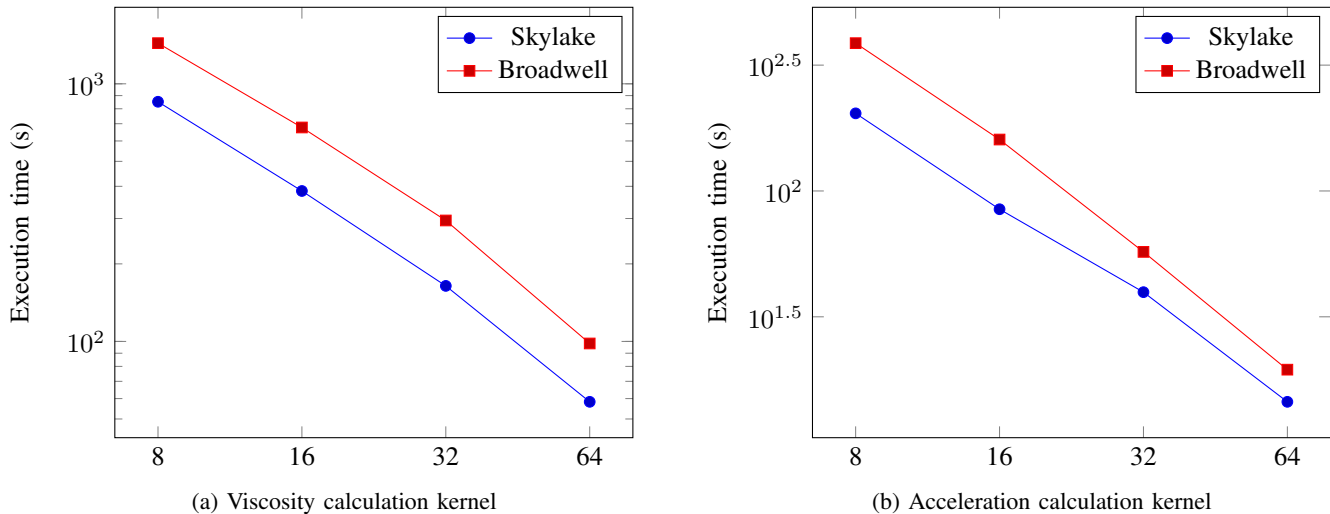 Skylake
Broadwell
10^3
10^2
Execution time (s)
8 16 32 64
(a) Viscosity calculation kernel
Skylake
Broadwell
10^2.5
10^2
10^1.5
Execution time (s)
8 16 32 64
(b) Acceleration calculation kernel